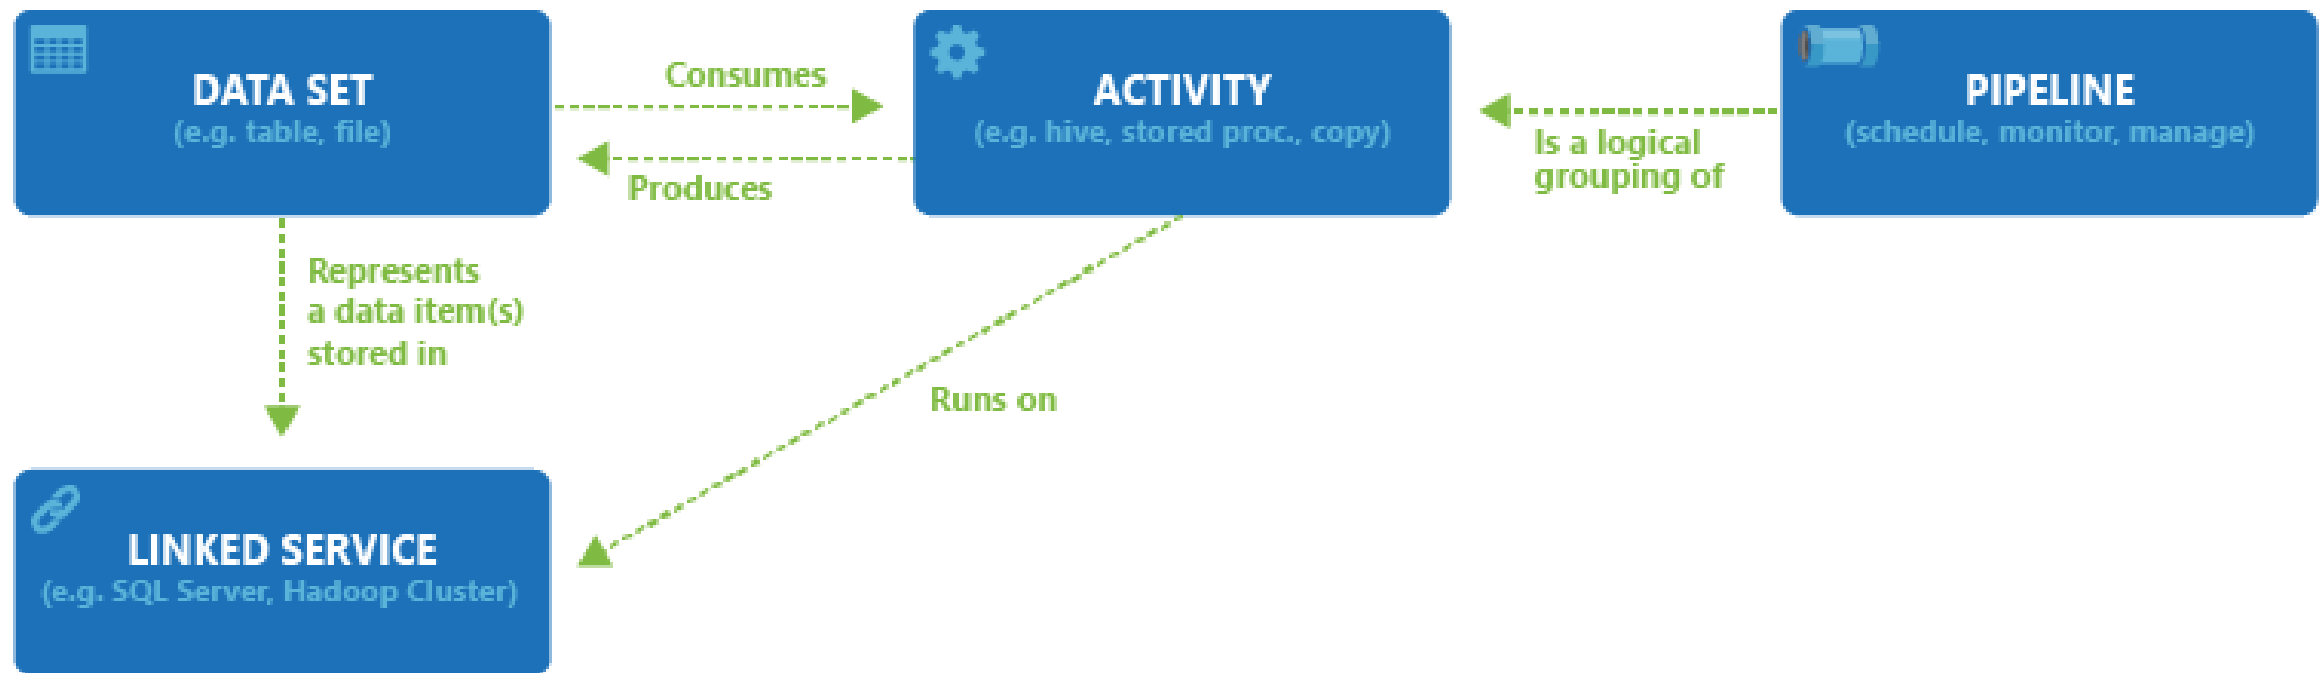 DATA SET
(e.g. table, file)
Consumes
Produces
ACTIVITY
(e.g. hive, stored proc., copy)
Is a logical
grouping of
PIPELINE
(schedule, monitor, manage)
Represents
a data item(s)
stored in
Runs on
LINKED SERVICE
(e.g. SQL Server, Hadoop Cluster)